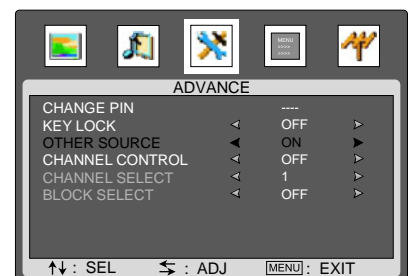 MENU
ADVANCE
CHANGE PIN ----
KEY LOCK OFF
OTHER SOURCE ON
CHANNEL CONTROL OFF
CHANNEL SELECT 1
BLOCK SELECT OFF
: SEL : ADJ MENU : EXIT